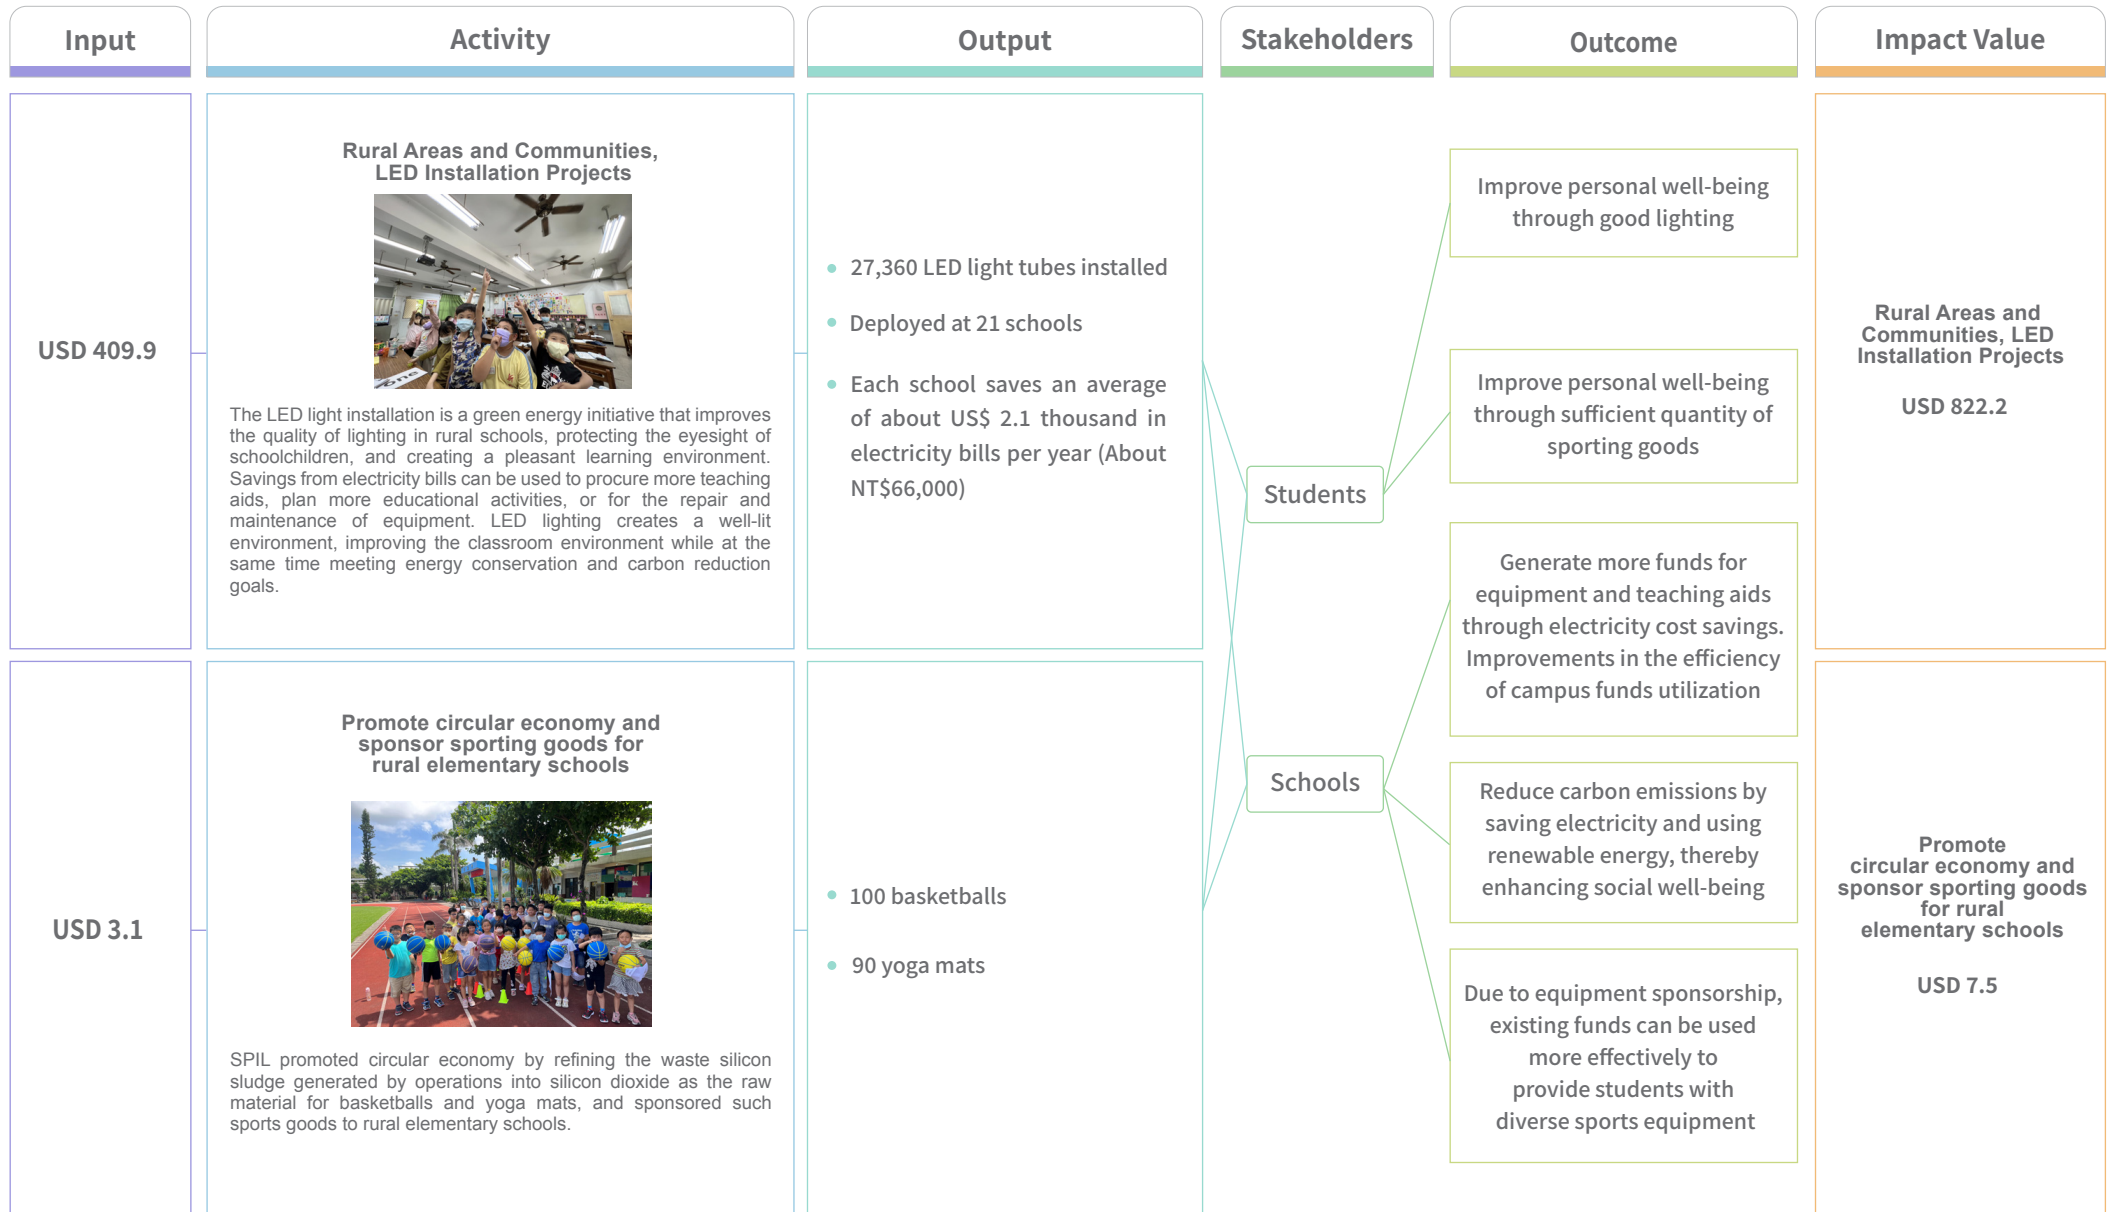 Input
Activity
Output
Stakeholders
Outcome
Impact Value
USD 409.9
Rural Areas and Communities,
LED Installation Projects
one
The LED light installation is a green energy initiative that improves
the quality of lighting in rural schools, protecting the eyesight of
schoolchildren, and creating a pleasant learning environment.
Savings from electricity bills can be used to procure more teaching
aids, plan more educational activities, or for the repair and
maintenance of equipment. LED lighting creates a well-lit
environment, improving the classroom environment while at the
same time meeting energy conservation and carbon reduction
goals.
• 27,360 LED light tubes installed
• Deployed at 21 schools
• Each school saves an average
of about US$ 2.1 thousand in
electricity bills per year (About
NT$66,000)
USD 3.1
Promote circular economy and
sponsor sporting goods for
rural elementary schools
SPIL promoted circular economy by refining the waste silicon
sludge generated by operations into silicon dioxide as the raw
material for basketballs and yoga mats, and sponsored such
sports goods to rural elementary schools.
• 100 basketballs
• 90 yoga mats
Students
Schools
Improve personal well-being
through good lighting
Improve personal well-being
through sufficient quantity of
sporting goods
Generate more funds for
equipment and teaching aids
through electricity cost savings.
Improvements in the efficiency
of campus funds utilization
Reduce carbon emissions by
saving electricity and using
renewable energy, thereby
enhancing social well-being
Due to equipment sponsorship,
existing funds can be used
more effectively to
provide students with
diverse sports equipment
Rural Areas and
Communities, LED
Installation Projects
USD 822.2
Promote
circular economy and
sponsor sporting goods
for rural
elementary schools
USD 7.5